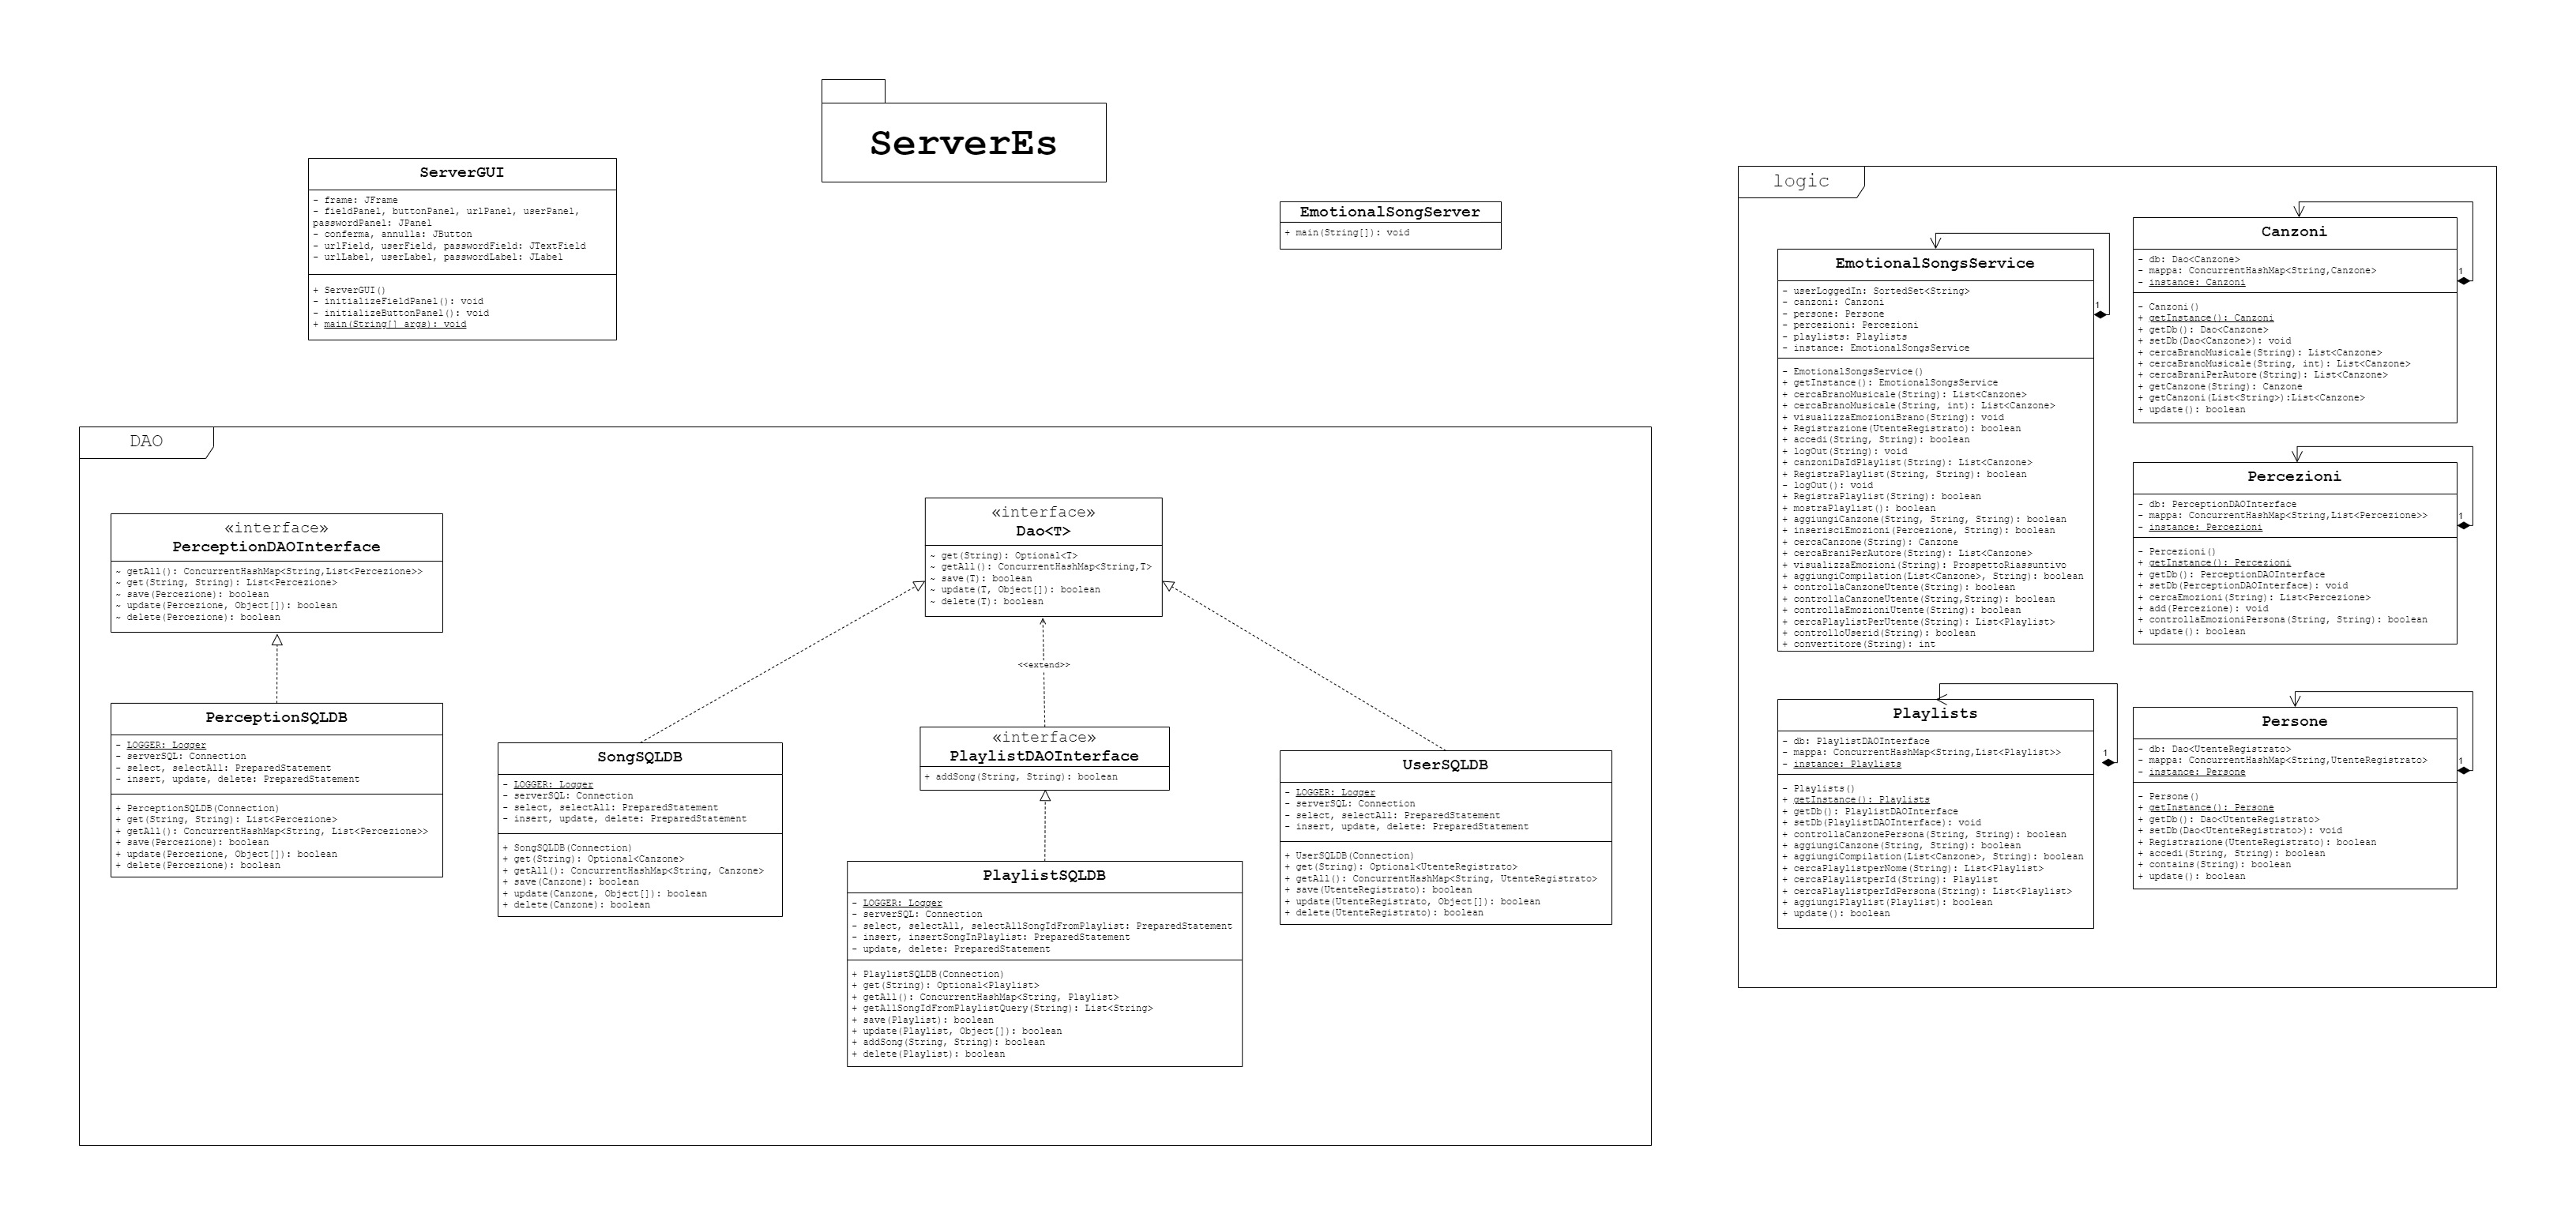 ServerEs
ServerGUI
- frame: JFrame
- fieldPanel, buttonPanel, urlPanel, userPanel,
passwordPanel: JPanel
- conferma, annulla: JButton
- urlField, userField, passwordField: JTextField
- urlLabel, userLabel, passwordLabel: JLabel
+ ServerGUI()
- initializeFieldPanel(): void
- initializeButtonPanel(): void
+ main(String[] args): void
EmotionalSongServer
+ main(String[]): void
DAO
«interface»
PerceptionDAOInterface
~ getAll(): ConcurrentHashMap<String,List<Percezione>>
~ get(String, String): List<Percezione>
~ save(Percezione): boolean
~ update(Percezione, Object[]): boolean
~ delete(Percezione): boolean
«interface»
Dao<T>
~ get(String): Optional<T>
~ getAll(): ConcurrentHashMap<String,T>
~ save(T): boolean
~ update(T, Object[]): boolean
~ delete(T): boolean
<<extend>>
PerceptionSQLDB
- LOGGER: Logger
- serverSQL: Connection
- select, selectAll: PreparedStatement
- insert, update, delete: PreparedStatement
+ PerceptionSQLDB(Connection)
+ get(String, String): List<Percezione>
+ getAll(): ConcurrentHashMap<String, List<Percezione>>
+ save(Percezione): boolean
+ update(Percezione, Object[]): boolean
+ delete(Percezione): boolean
SongSQLDB
- LOGGER: Logger
- serverSQL: Connection
- select, selectAll: PreparedStatement
- insert, update, delete: PreparedStatement
+ SongSQLDB(Connection)
+ get(String): Optional<Canzone>
+ getAll(): ConcurrentHashMap<String, Canzone>
+ save(Canzone): boolean
+ update(Canzone, Object[]): boolean
+ delete(Canzone): boolean
«interface»
PlaylistDAOInterface
+ addSong(String, String): boolean
PlaylistSQLDB
- LOGGER: Logger
- serverSQL: Connection
- select, selectAll, selectAllSongIdFromPlaylist: PreparedStatement
- insert, insertSongInPlaylist: PreparedStatement
- update, delete: PreparedStatement
+ PlaylistSQLDB(Connection)
+ get(String): Optional<Playlist>
+ getAll(): ConcurrentHashMap<String, Playlist>
+ getAllSongIdFromPlaylistQuery(String): List<String>
+ save(Playlist): boolean
+ update(Playlist, Object[]): boolean
+ addSong(String, String): boolean
+ delete(Playlist): boolean
UserSQLDB
- LOGGER: Logger
- serverSQL: Connection
- select, selectAll: PreparedStatement
- insert, update, delete: PreparedStatement
+ UserSQLDB(Connection)
+ get(String): Optional<UtenteRegistrato>
+ getAll(): ConcurrentHashMap<String, UtenteRegistrato>
+ save(UtenteRegistrato): boolean
+ update(UtenteRegistrato, Object[]): boolean
+ delete(UtenteRegistrato): boolean
logic
EmotionalSongsService
- userLoggedIn: SortedSet<String>
- canzoni: Canzoni
- persone: Persone
- percezioni: Percezioni
- playlists: Playlists
- instance: EmotionalSongsService
1
- EmotionalSongsService()
+ getInstance(): EmotionalSongsService
+ cercaBranoMusicale(String): List<Canzone>
+ cercaBranoMusicale(String, int): List<Canzone>
+ visualizzaEmozioniBrano(String): void
+ Registrazione(UtenteRegistrato): boolean
+ accedi(String, String): boolean
+ logOut(String): void
+ canzoniDaIdPlaylist(String): List<Canzone>
+ RegistraPlaylist(String, String): boolean
- logOut(): void
+ RegistraPlaylist(String): boolean
+ mostraPlaylist(): boolean
+ aggiungiCanzone(String, String, String): boolean
+ inserisciEmozioni(Percezione, String): boolean
+ cercaCanzone(String): Canzone
+ cercaBraniPerAutore(String): List<Canzone>
+ visualizzaEmozioni(String): ProspettoRiassuntivo
+ aggiungiCompilation(List<Canzone>, String): boolean
+ controllaCanzoneUtente(String): boolean
+ controllaCanzoneUtente(String,String): boolean
+ controllaEmozioniUtente(String): boolean
+ cercaPlaylistPerUtente(String): List<Playlist>
+ controlloUserid(String): boolean
+ convertitore(String): int
Canzoni
- db: Dao<Canzone>
- mappa: ConcurrentHashMap<String,Canzone>
- instance: Canzoni
1
- Canzoni()
+ getInstance(): Canzoni
+ getDb(): Dao<Canzone>
+ setDb(Dao<Canzone>): void
+ cercaBranoMusicale(String): List<Canzone>
+ cercaBranoMusicale(String, int): List<Canzone>
+ cercaBraniPerAutore(String): List<Canzone>
+ getCanzone(String): Canzone
+ getCanzoni(List<String>):List<Canzone>
+ update(): boolean
Percezioni
- db: PerceptionDAOInterface
- mappa: ConcurrentHashMap<String,List<Percezione>>
- instance: Percezioni
1
- Percezioni()
+ getInstance(): Percezioni
+ getDb(): PerceptionDAOInterface
+ setDb(PerceptionDAOInterface): void
+ cercaEmozioni(String): List<Percezione>
+ add(Percezione): void
+ controllaEmozioniPersona(String, String): boolean
+ update(): boolean
Playlists
- db: PlaylistDAOInterface
- mappa: ConcurrentHashMap<String,List<Playlist>>
- instance: Playlists
1
- Playlists()
+ getInstance(): Playlists
+ getDb(): PlaylistDAOInterface
+ setDb(PlaylistDAOInterface): void
+ controllaCanzonePersona(String, String): boolean
+ aggiungiCanzone(String, String): boolean
+ aggiungiCompilation(List<Canzone>, String): boolean
+ cercaPlaylistperNome(String): List<Playlist>
+ cercaPlaylistperId(String): Playlist
+ cercaPlaylistperIdPersona(String): List<Playlist>
+ aggiungiPlaylist(Playlist): boolean
+ update(): boolean
Persone
- db: Dao<UtenteRegistrato>
- mappa: ConcurrentHashMap<String,UtenteRegistrato>
- instance: Persone
1
- Persone()
+ getInstance(): Persone
+ getDb(): Dao<UtenteRegistrato>
+ setDb(Dao<UtenteRegistrato>): void
+ Registrazione(UtenteRegistrato): boolean
+ accedi(String, String): boolean
+ contains(String): boolean
+ update(): boolean